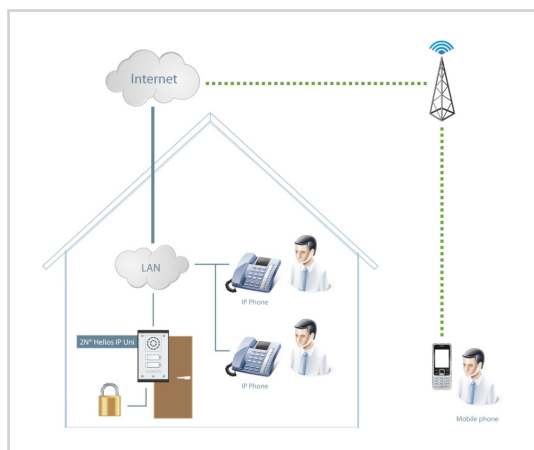 Internet
LAN
IP Phone
2N® Helios IP Uni
IP Phone
Mobile phone